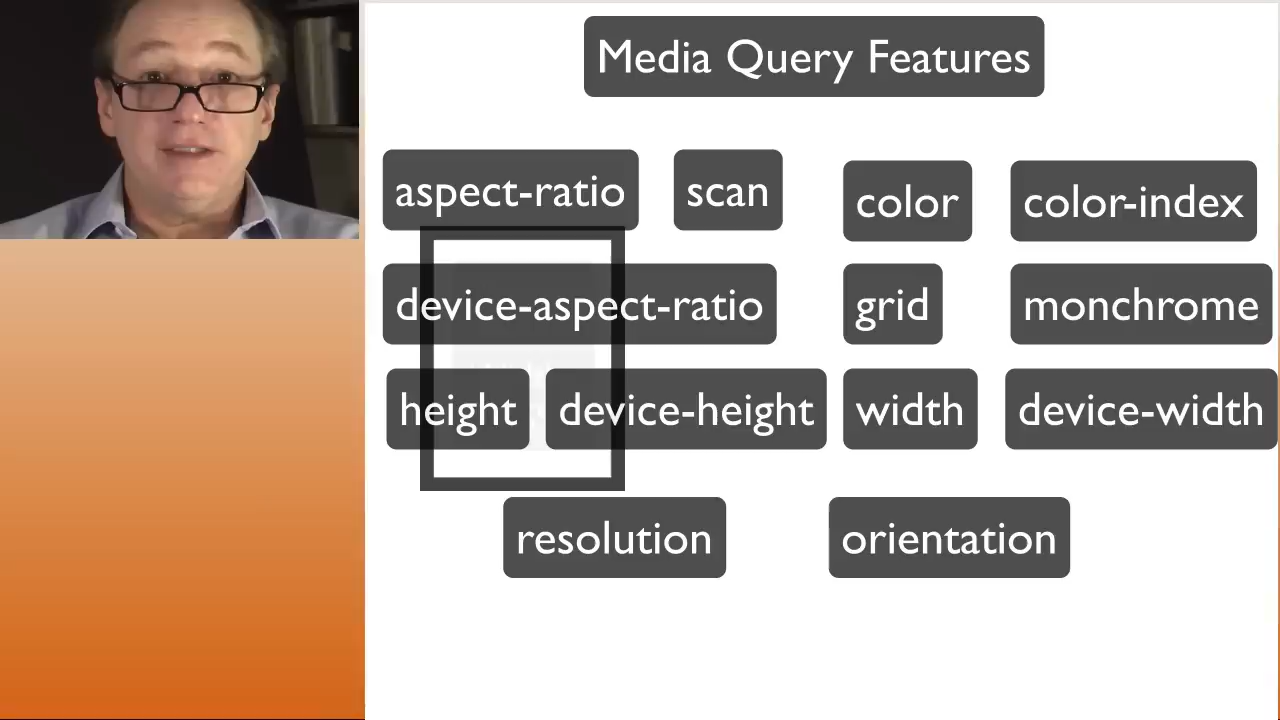 Media Query Features
aspect-ratio
scan
color
color-index
device-aspect-ratio
grid
monchrome
height
device-height
width
device-width
resolution
orientation